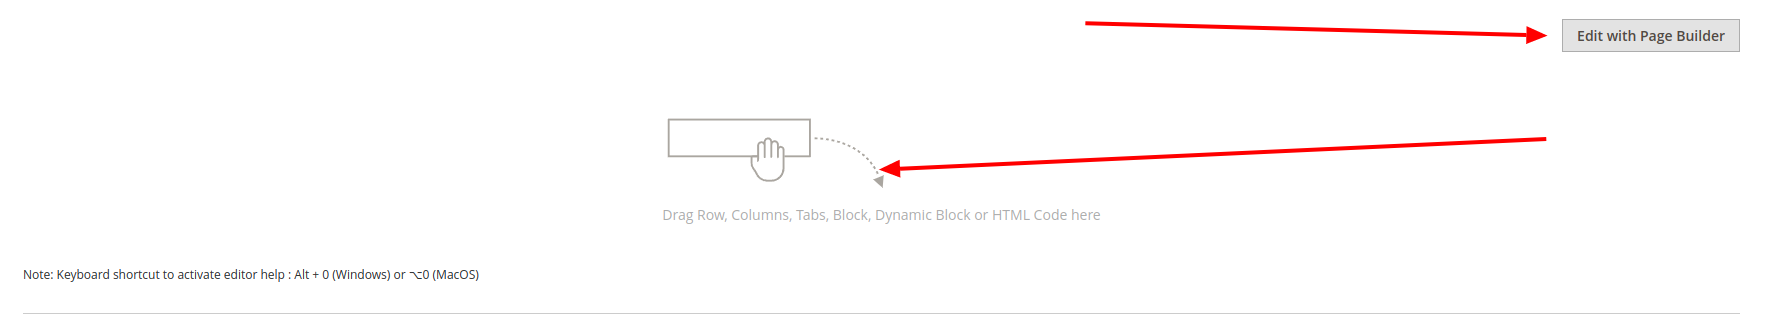 Edit with Page Builder
Drag Row, Columns, Tabs, Block, Dynamic Block or HTML Code here
Note: Keyboard shortcut to activate editor help : Alt + 0 (Windows) or ⌥0 (MacOS)